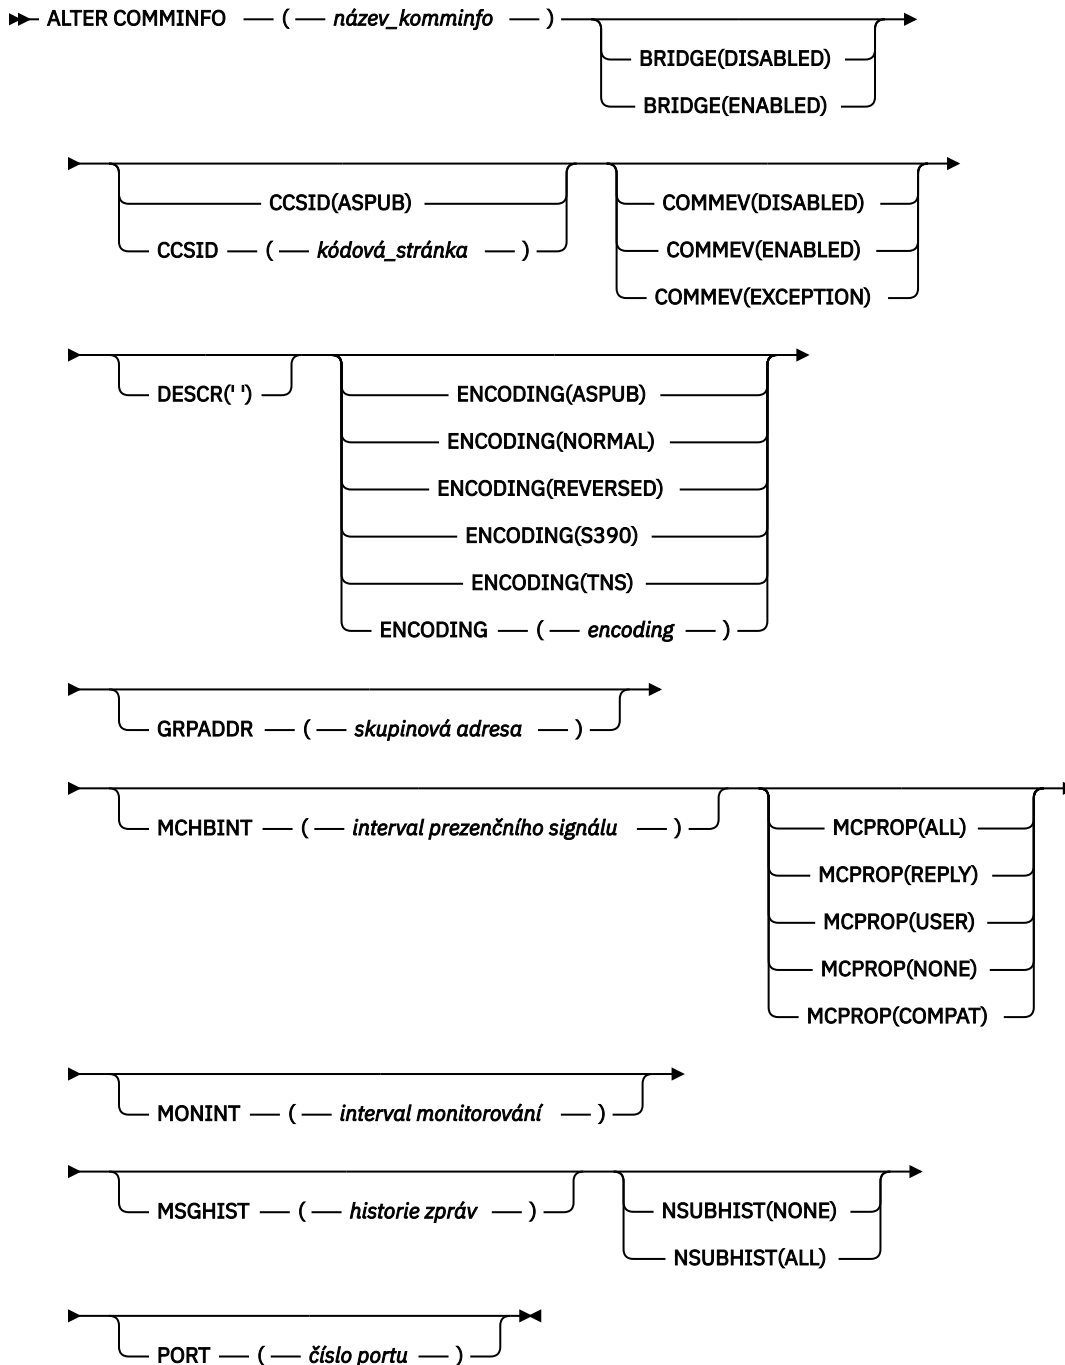 ALTER COMMINFO ( název_komminfo )
BRIDGE(DISABLED)
BRIDGE(ENABLED)
CCSID(ASPUB)
CCSID ( kódová_stránka )
COMMEV(DISABLED)
COMMEV(ENABLED)
COMMEV(EXCEPTION)
DESCR(' ')
ENCODING(ASPUB)
ENCODING(NORMAL)
ENCODING(REVERSED)
ENCODING(S390)
ENCODING(TNS)
ENCODING ( encoding )
GRPADDR ( skupinová adresa )
MCHBINT ( interval prezenčního signálu )
MCPROP(ALL)
MCPROP(REPLY)
MCPROP(USER)
MCPROP(NONE)
MCPROP(COMPAT)
MONINT ( interval monitorování )
MSGHIST ( historie zpráv )
NSUBHIST(NONE)
NSUBHIST(ALL)
PORT ( číslo portu )